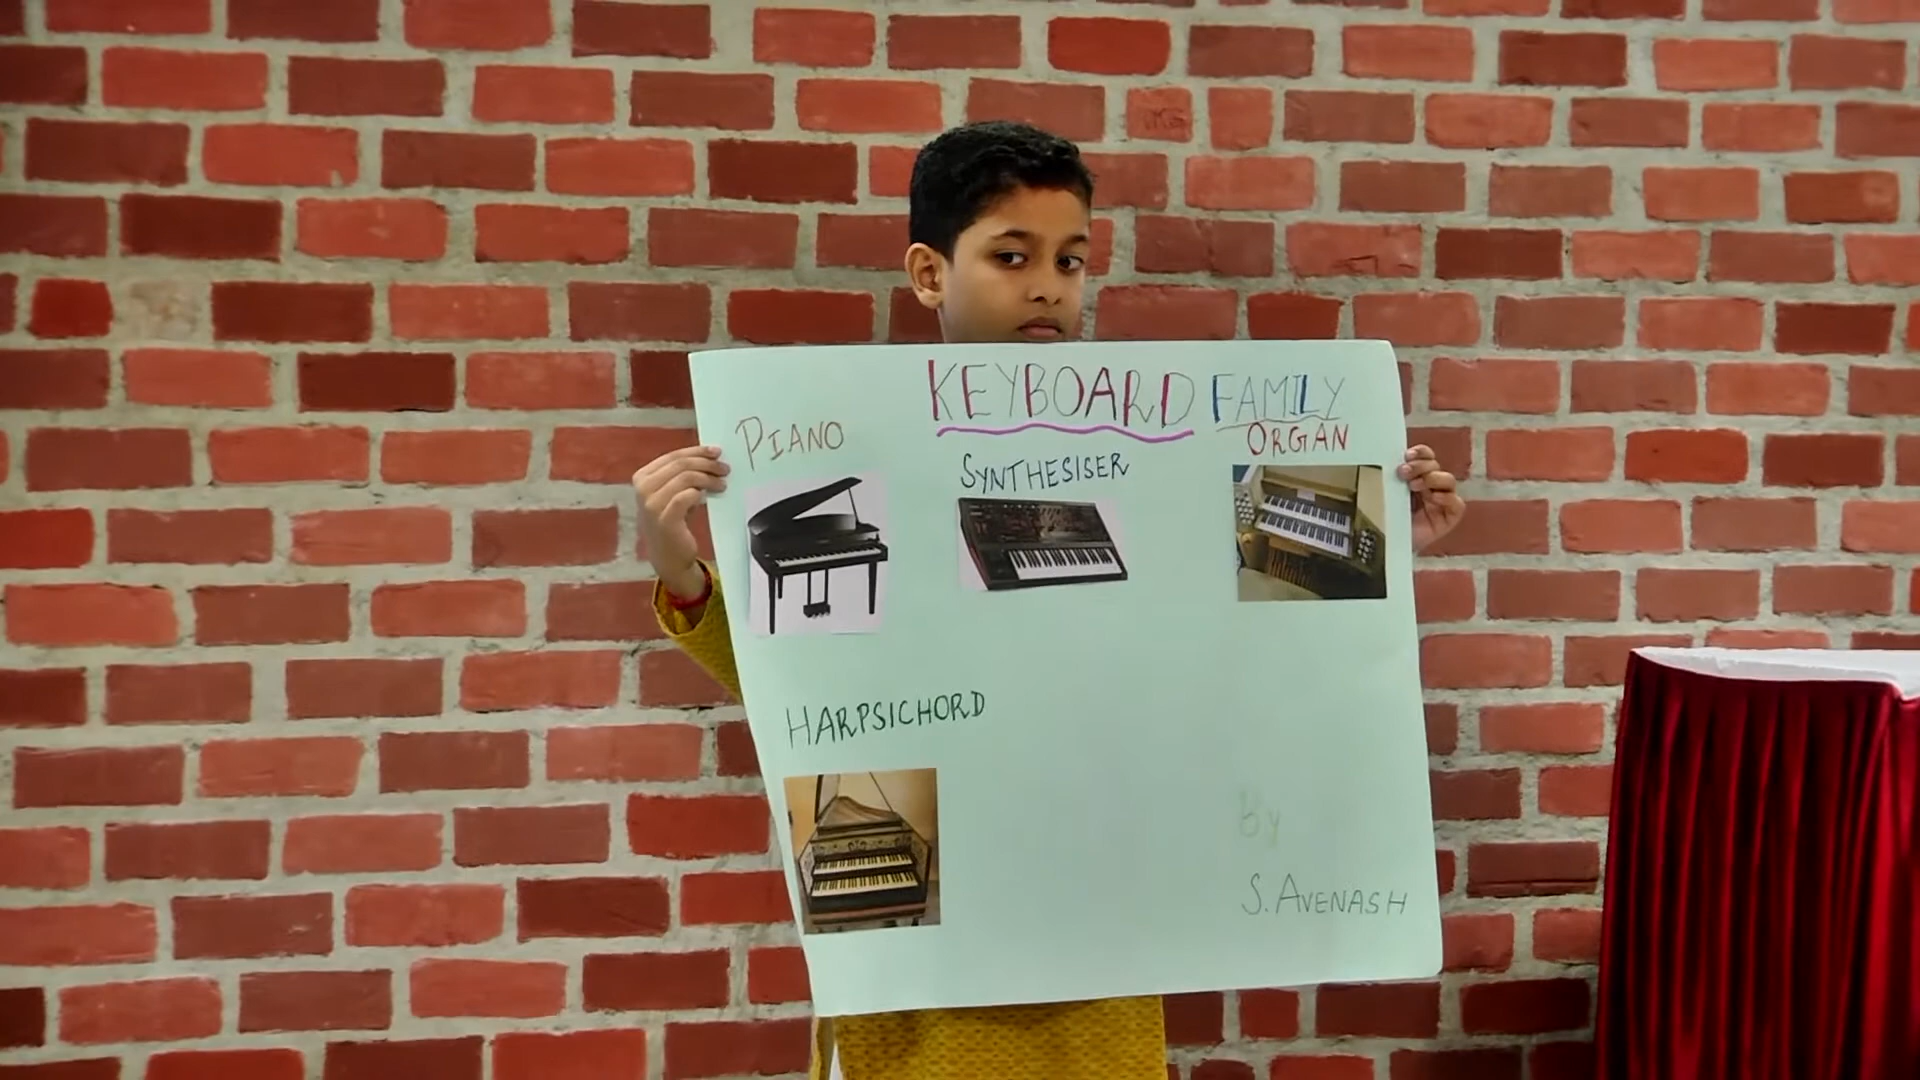 KEYBOARD FAMILY
PIANO
SYNTHESISER
ORGAN
HARPSICHORD
By
S. AVENASH